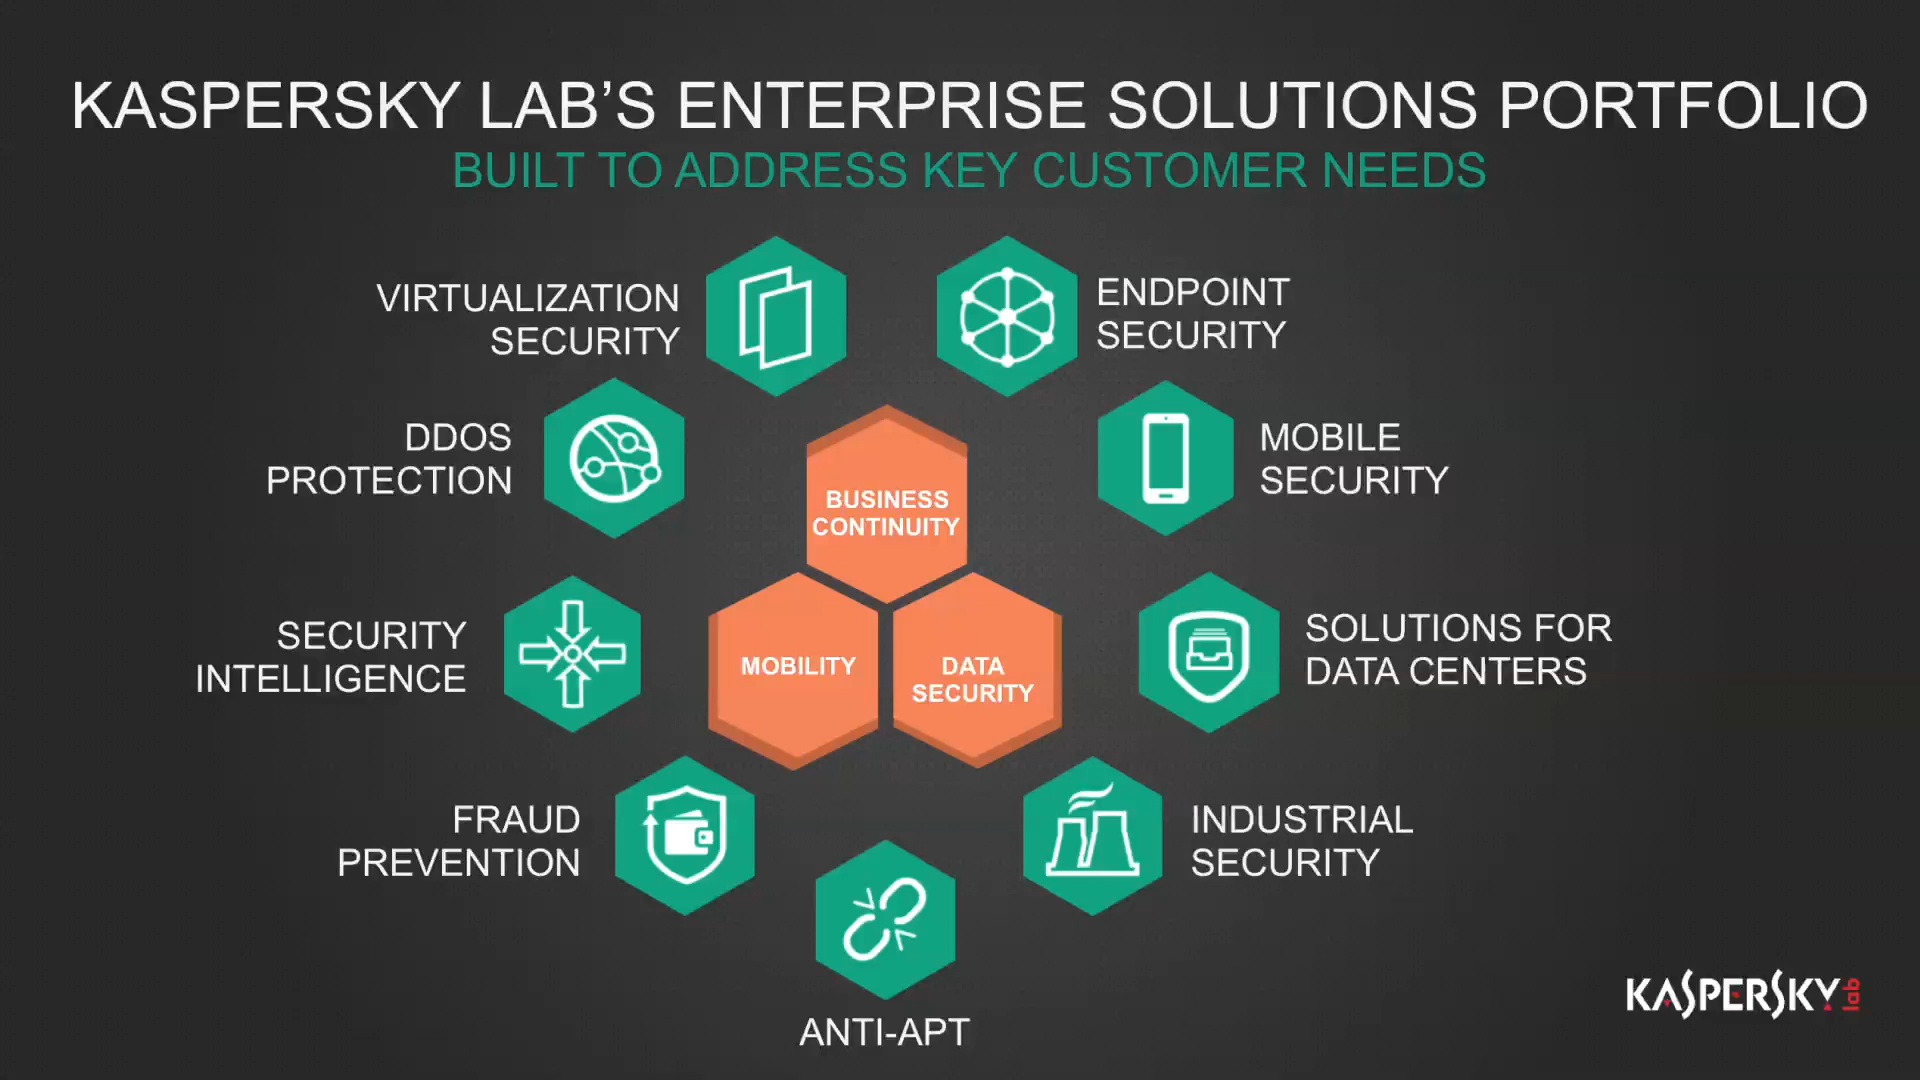 KASPERSKY LAB’S ENTERPRISE SOLUTIONS PORTFOLIO
BUILT TO ADDRESS KEY CUSTOMER NEEDS
VIRTUALIZATION
SECURITY
ENDPOINT
SECURITY
DDOS
PROTECTION
MOBILE
SECURITY
BUSINESS
CONTINUITY
SECURITY
INTELLIGENCE
MOBILITY
DATA
SECURITY
SOLUTIONS FOR
DATA CENTERS
FRAUD
PREVENTION
INDUSTRIAL
SECURITY
ANTI-APT
KASPERSKY lab